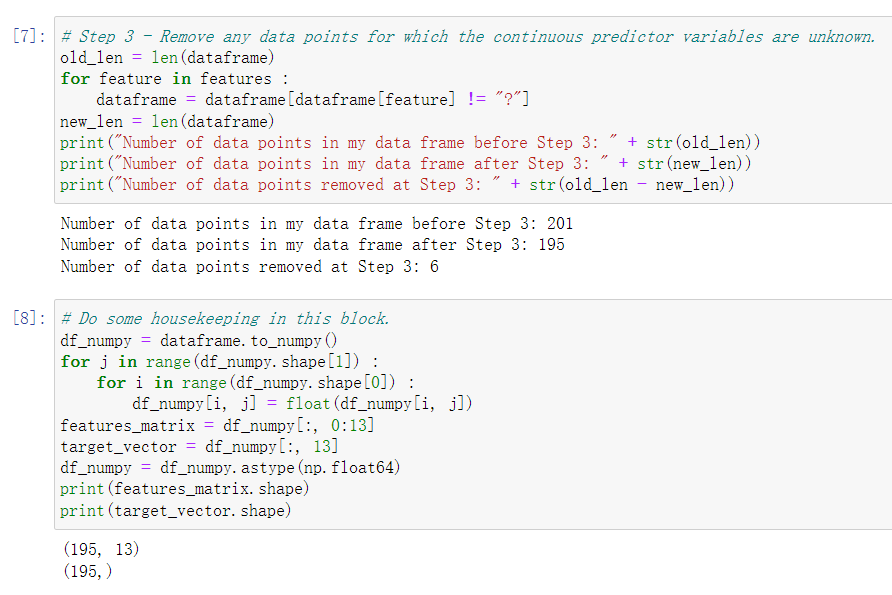 [7]: # Step 3 - Remove any data points for which the continuous predictor variables are unknown.
old_len = len(dataframe)
for feature in features :
    dataframe = dataframe[dataframe[feature] != "?"]
new_len = len(dataframe)
print("Number of data points in my data frame before Step 3: " + str(old_len))
print("Number of data points in my data frame after Step 3: " + str(new_len))
print("Number of data points removed at Step 3: " + str(old_len - new_len))
Number of data points in my data frame before Step 3: 201
Number of data points in my data frame after Step 3: 195
Number of data points removed at Step 3: 6
[8]: # Do some housekeeping in this block.
df_numpy = dataframe.to_numpy()
for j in range(df_numpy.shape[1]) :
    for i in range(df_numpy.shape[0]) :
        df_numpy[i, j] = float(df_numpy[i, j])
features_matrix = df_numpy[:, 0:13]
target_vector = df_numpy[:, 13]
df_numpy = df_numpy.astype(np.float64)
print(features_matrix.shape)
print(target_vector.shape)
(195, 13)
(195,)